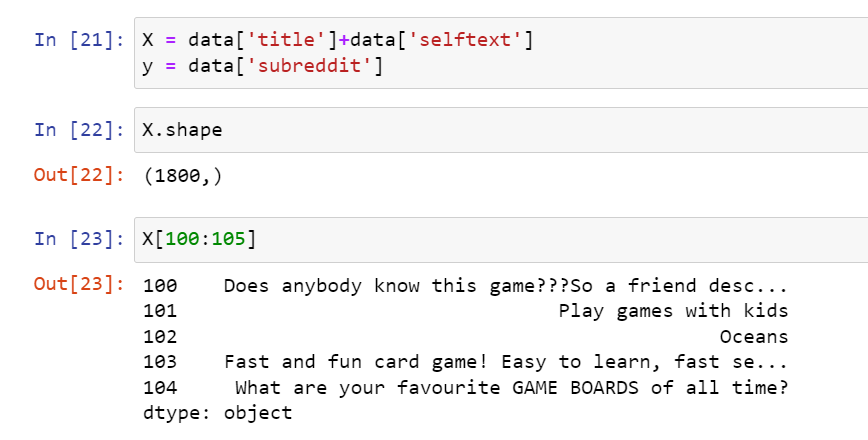 In [21]: X = data['title']+data['selftext']
y = data['subreddit']
In [22]: X.shape
Out[22]: (1800,)
In [23]: X[100:105]
Out[23]: 100    Does anybody know this game???So a friend desc...
101    Play games with kids
102    Oceans
103    Fast and fun card game! Easy to learn, fast se...
104    What are your favourite GAME BOARDS of all time?
dtype: object